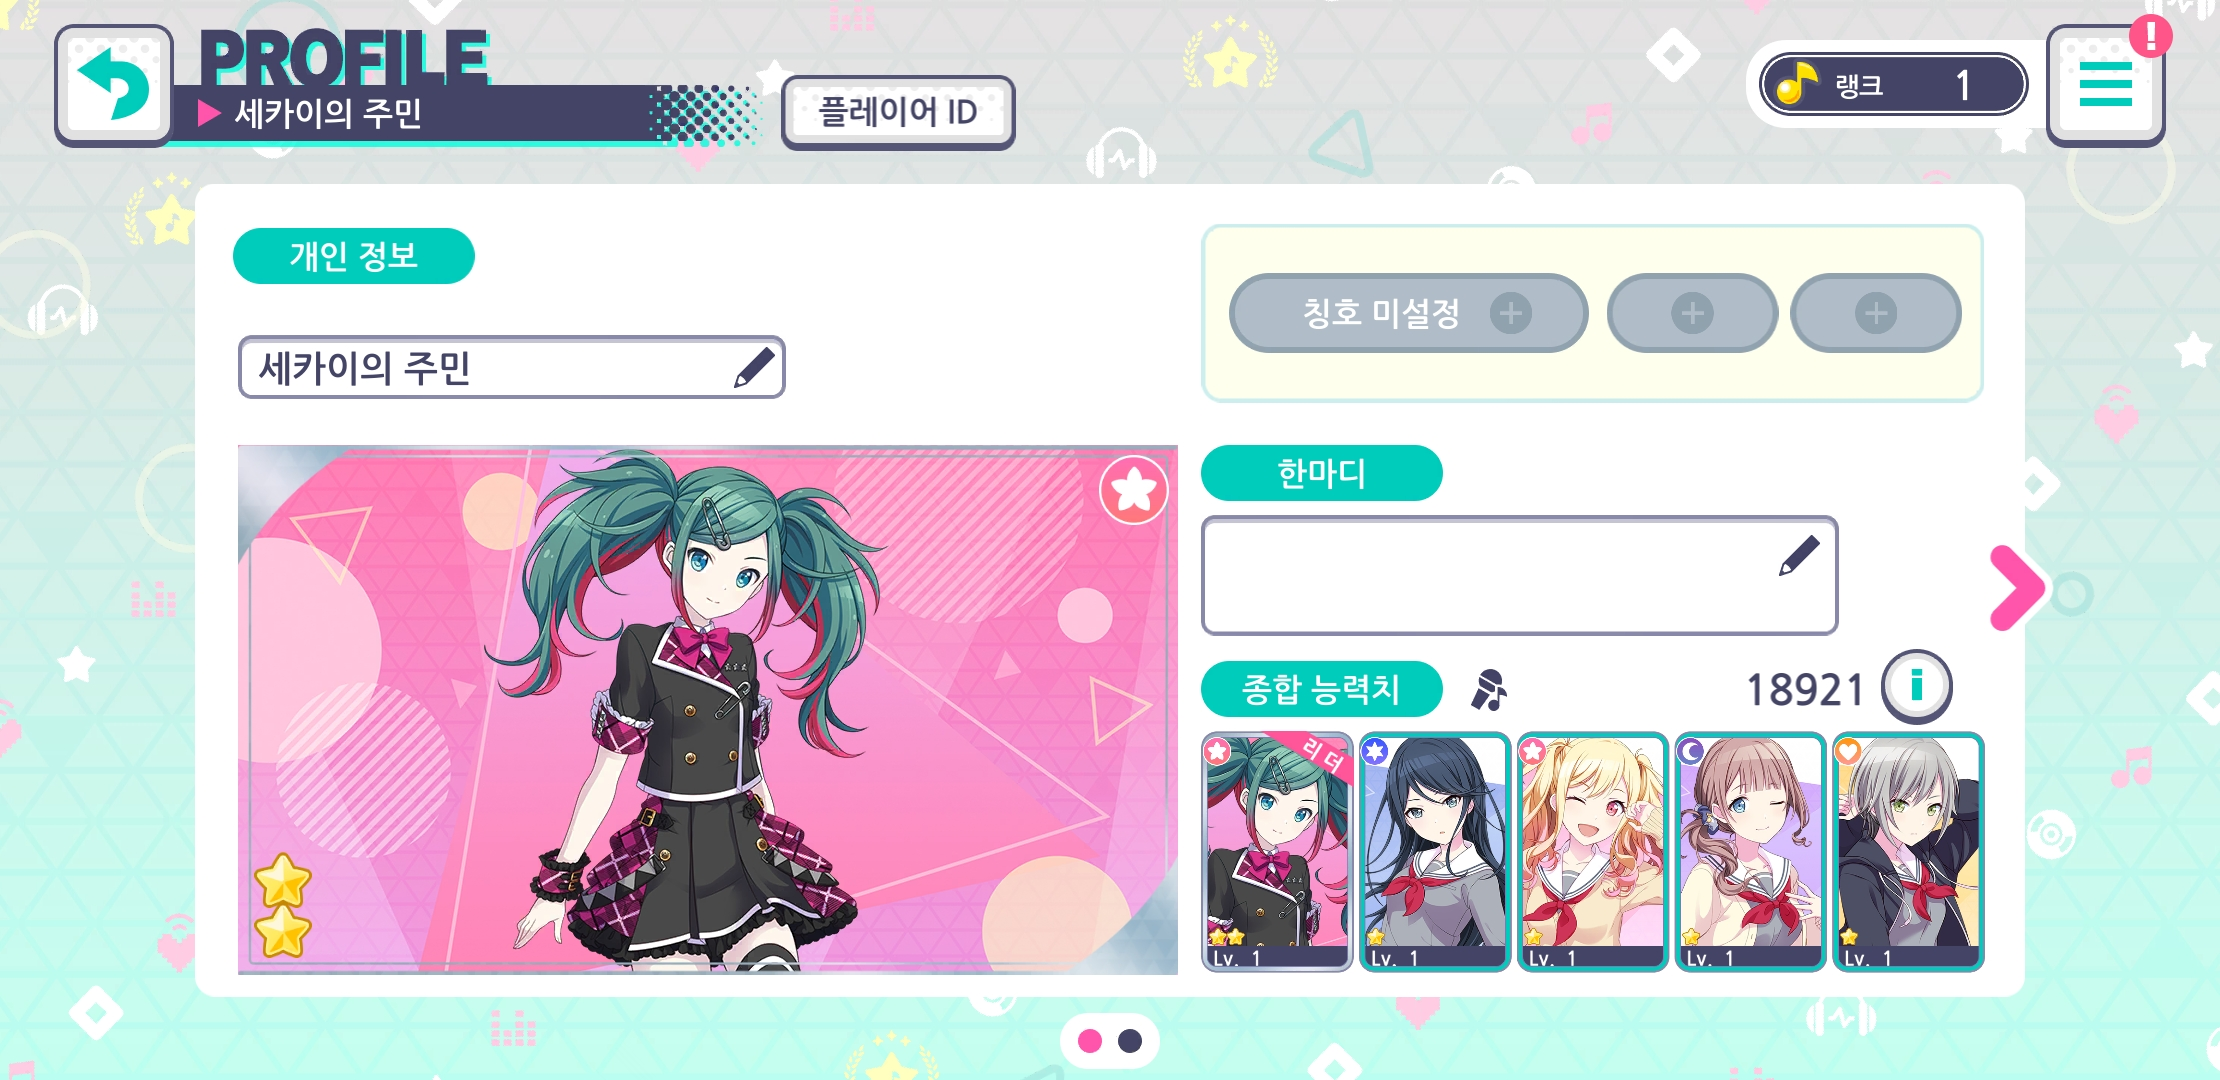 PROFILE
세카이의 주민
플레이어 ID
랭크 1
개인 정보
세카이의 주민
칭호 미설정
한마디
종합 능력치
18921
리더
Lv. 1
Lv. 1
Lv. 1
Lv. 1
Lv. 1